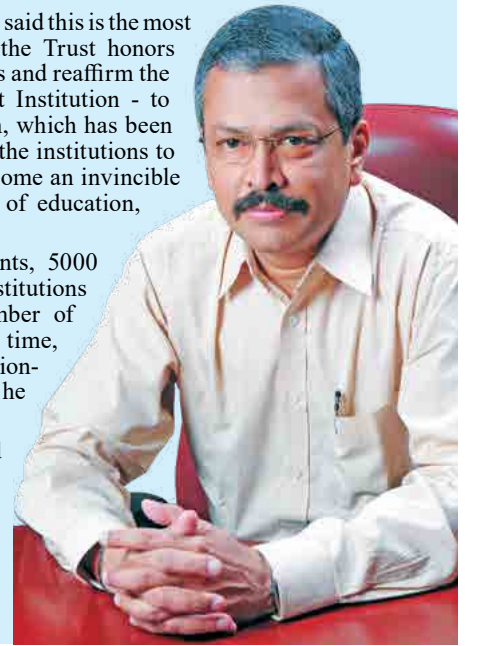 said this is the most
the Trust honors
s and reaffirm the
t Institution - to
, which has been
the institutions to
ome an invincible
of education,
nts, 5000
stitutions
ber of
time,
ion-
he